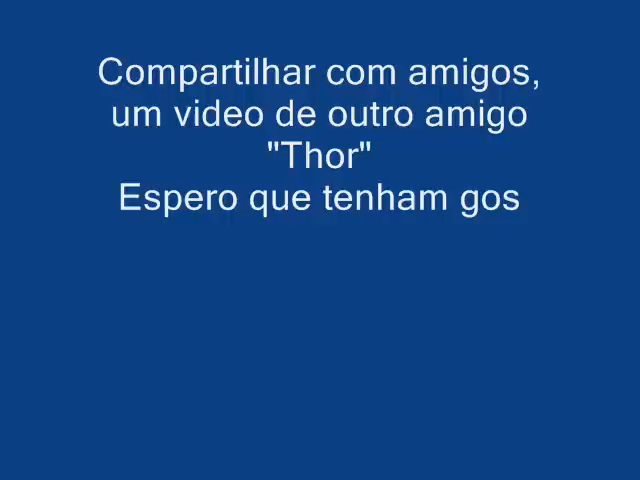 Compartilhar com amigos,
um video de outro amigo
"Thor"
Espero que tenham gos